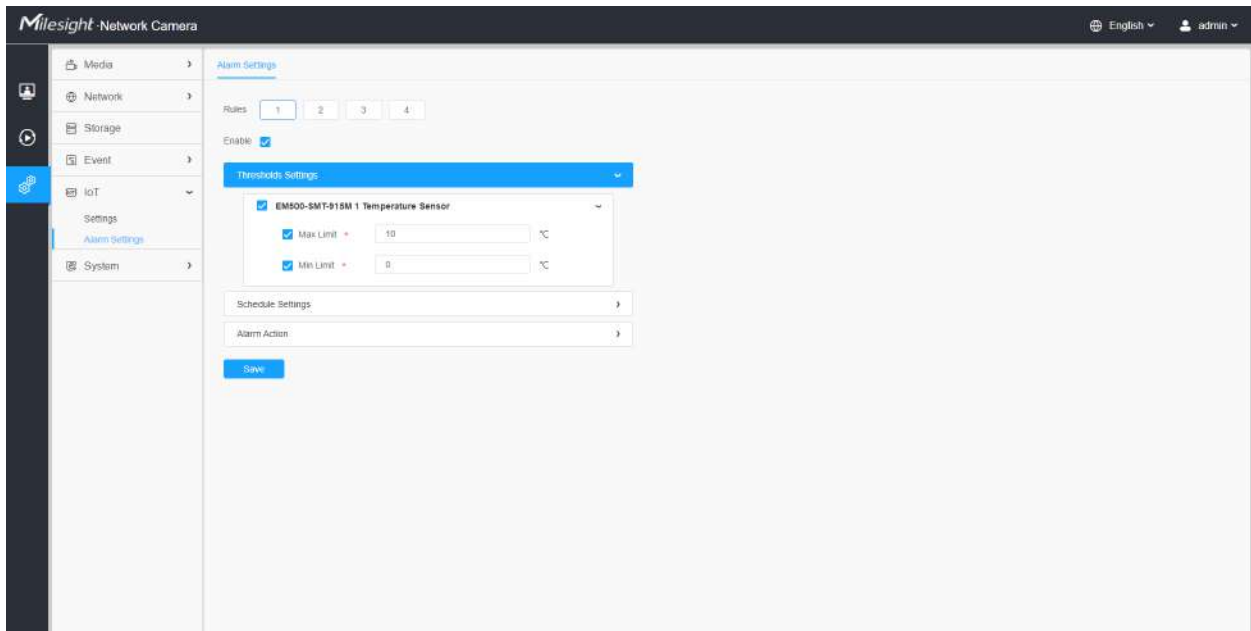 Milesight -Network Camera
English
admin
Media
Network
Storage
Event
IoT
Settings
Alarm Settings
System
Alarm Settings
Rules 1 2 3 4
Enable
Thresholds Settings
EM500-SMT-915M 1 Temperature Sensor
Max Limit * 10 ℃
Min Limit * 0 ℃
Schedule Settings
Alarm Action
Save